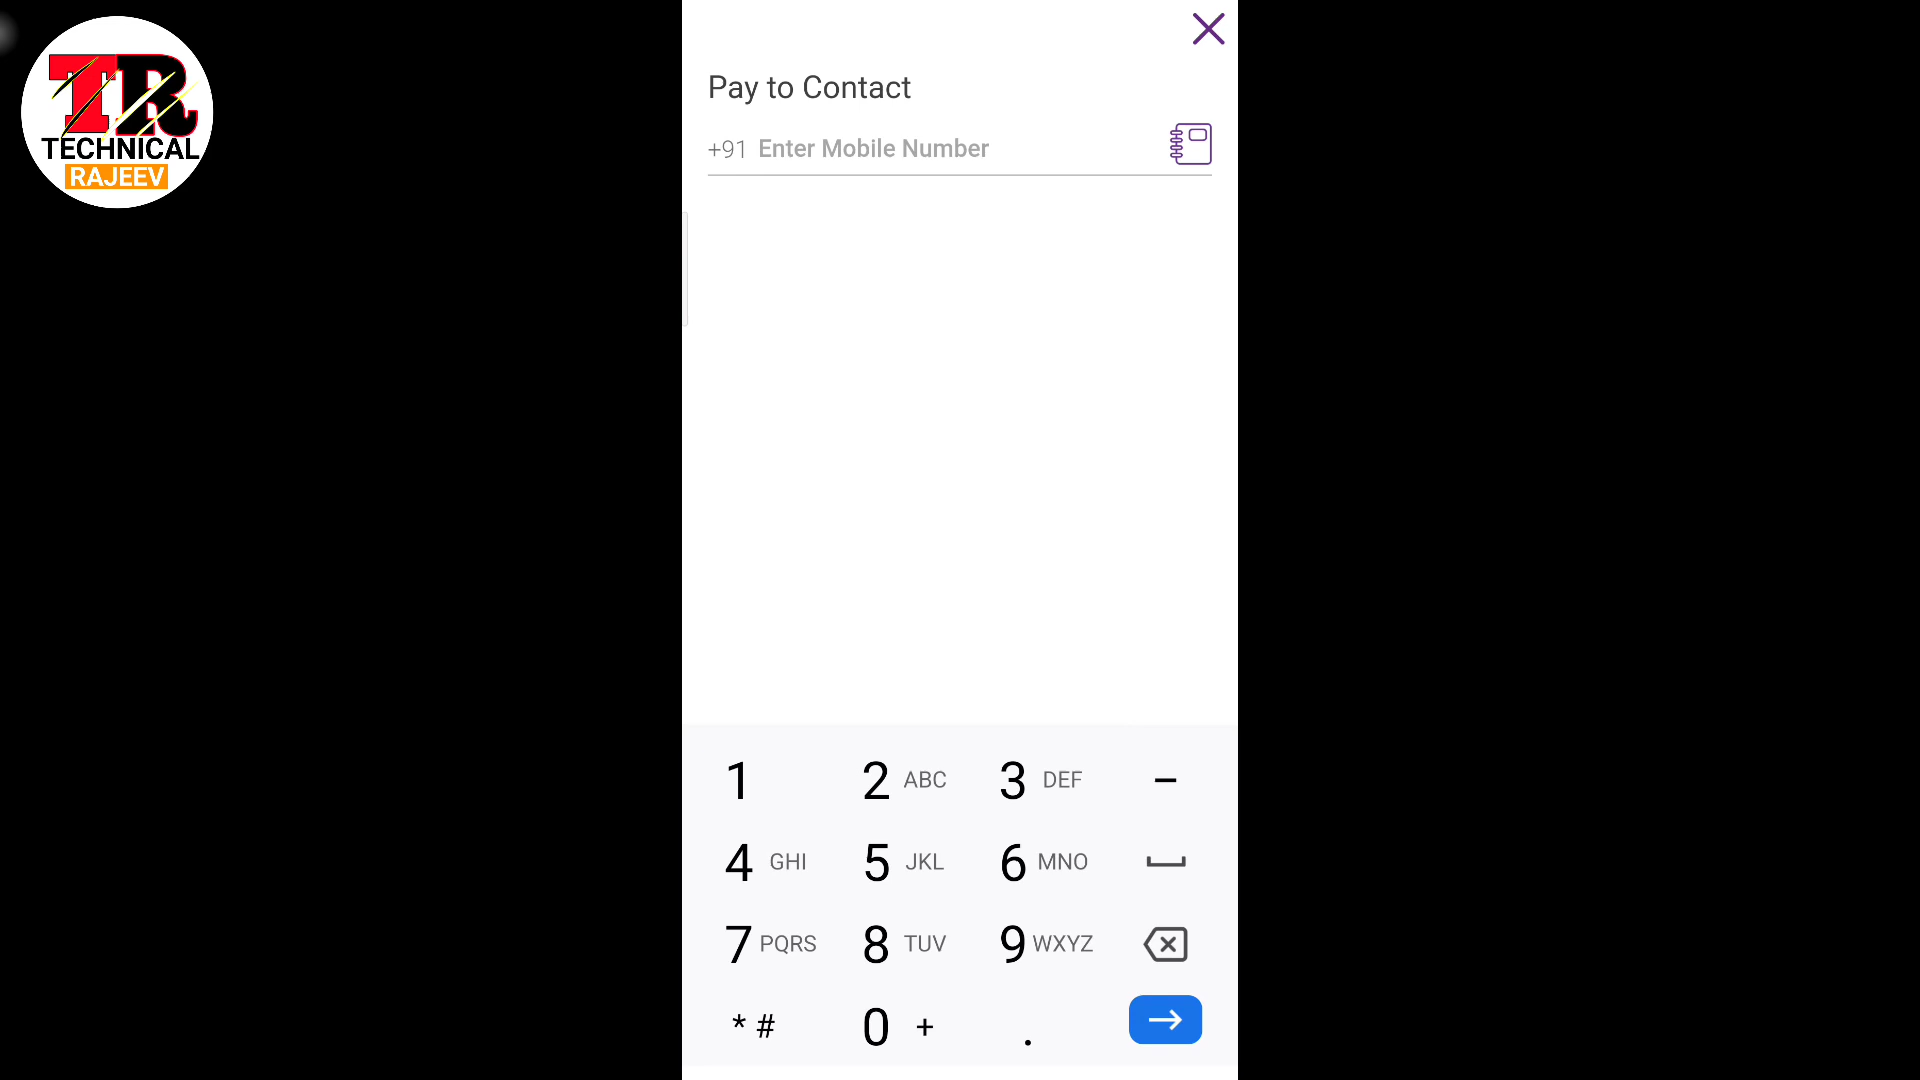 TR
TECHNICAL
RAJEEV
Pay to Contact
+91 Enter Mobile Number
1 2 ABC 3 DEF –
4 GHI 5 JKL 6 MNO
7 PQRS 8 TUV 9 WXYZ
* # 0 + .